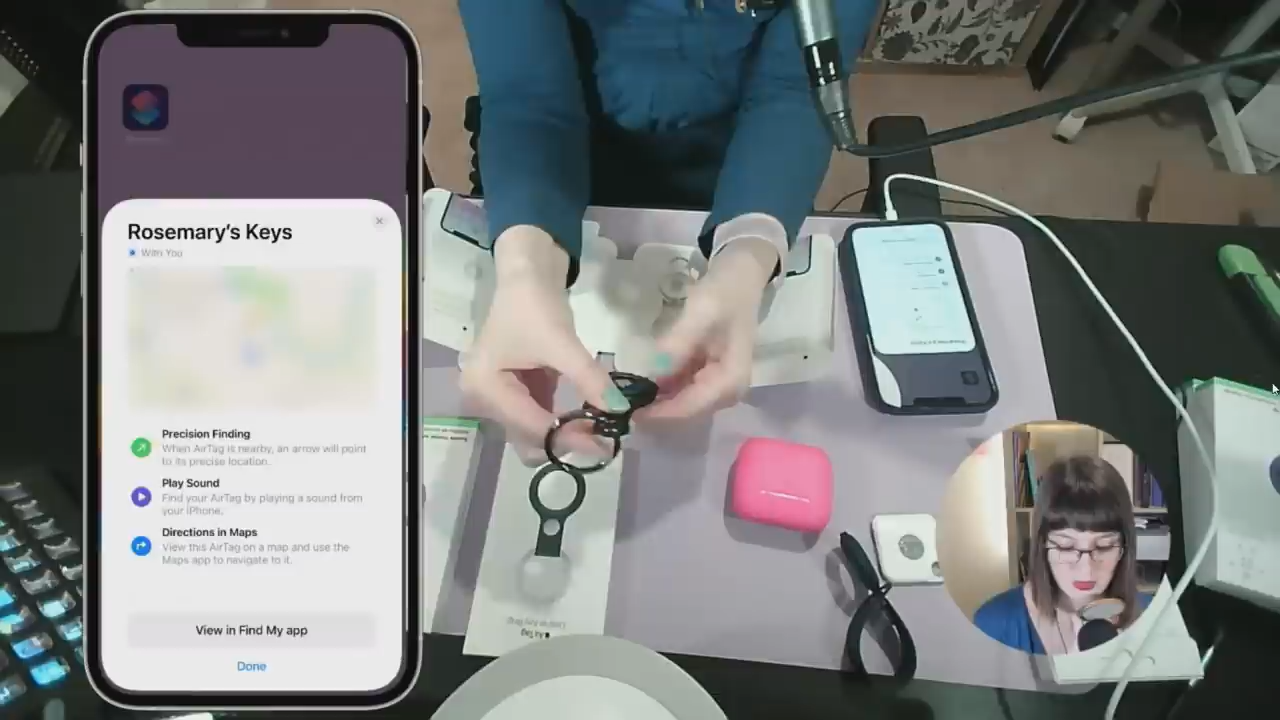 Rosemary's Keys
With You
Precision Finding
When AirTag is nearby, an arrow will point
to its precise location.
Play Sound
Find your AirTag by playing a sound from
your iPhone.
Directions in Maps
View this AirTag on a map and use the
Maps app to navigate to it.
View in Find My app
Done
AirTag